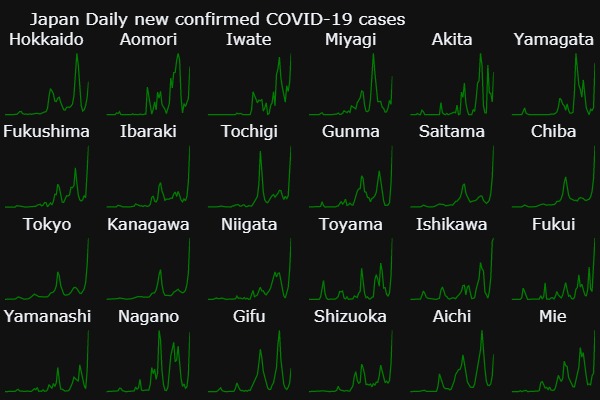 Japan Daily new confirmed COVID-19 cases
Hokkaido Aomori Iwate Miyagi Akita Yamagata
Fukushima Ibaraki Tochigi Gunma Saitama Chiba
Tokyo Kanagawa Niigata Toyama Ishikawa Fukui
Yamanashi Nagano Gifu Shizuoka Aichi Mie